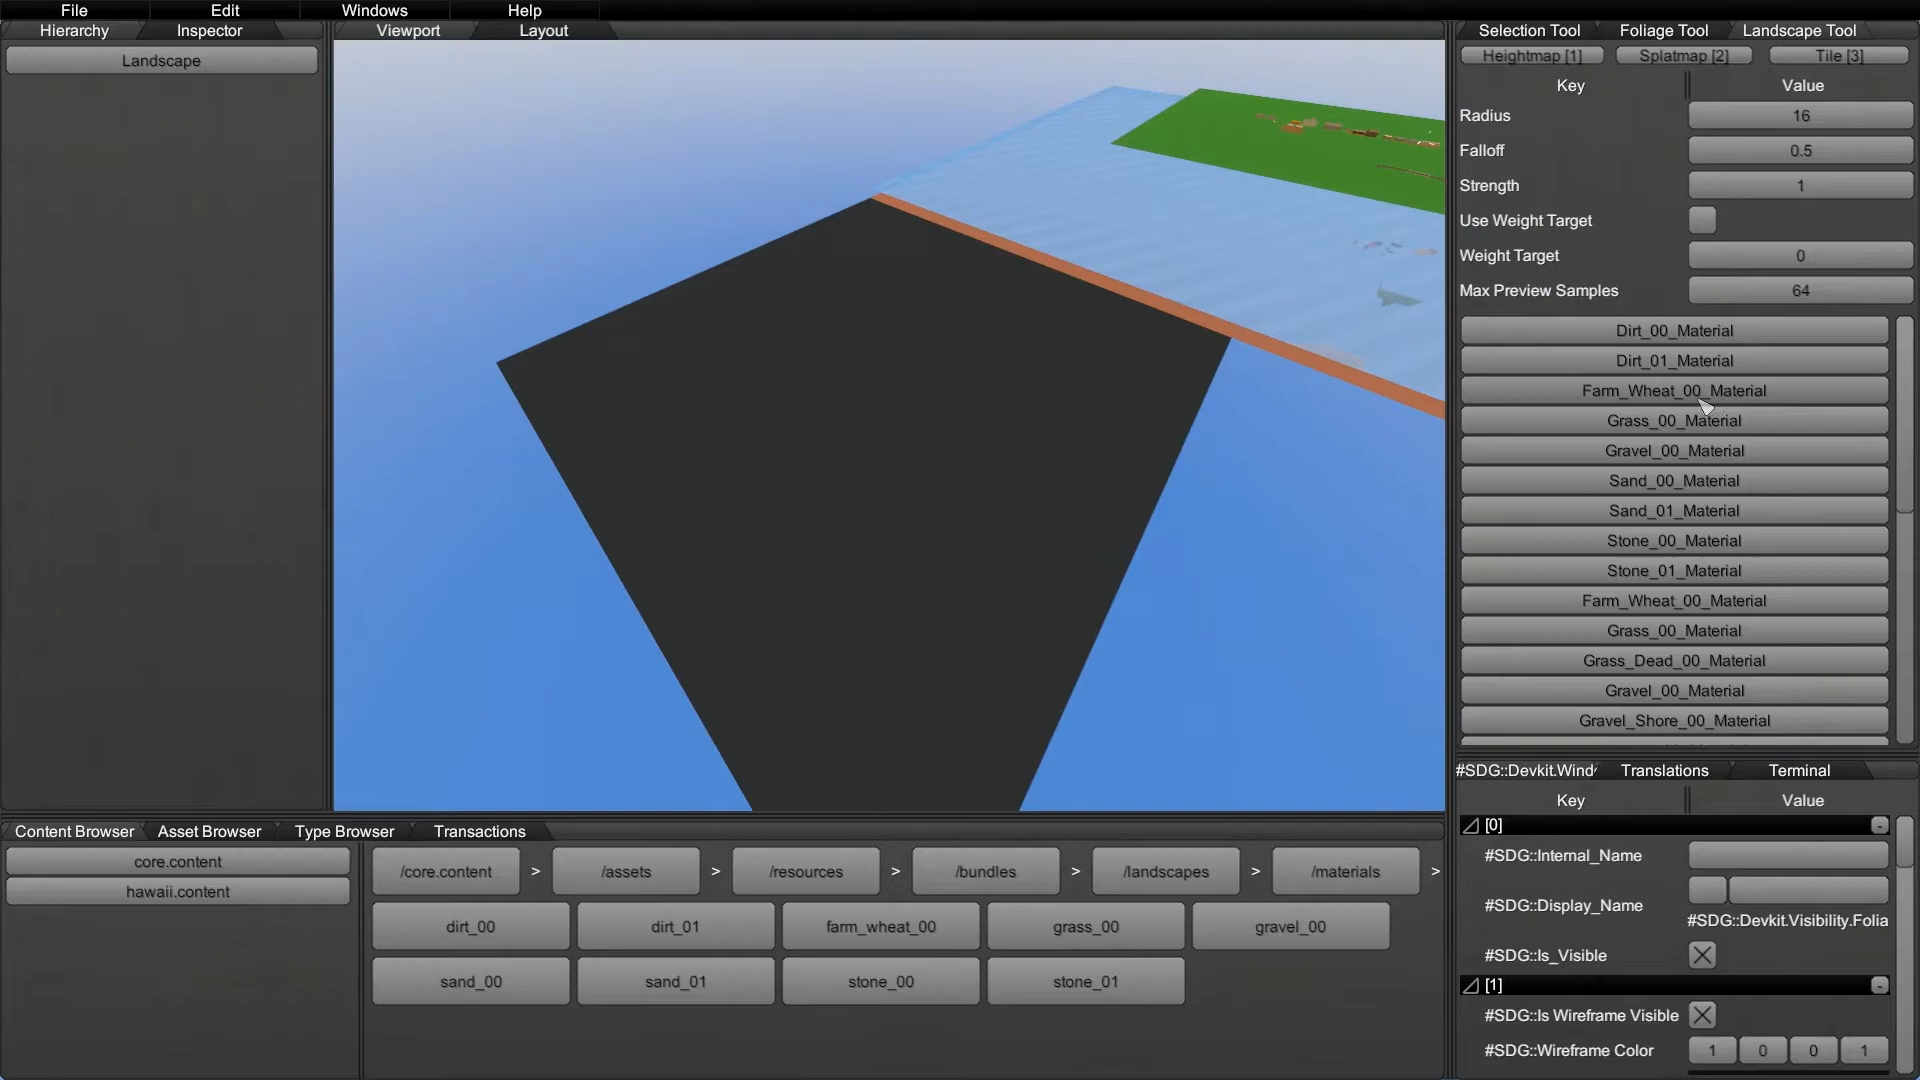 File Edit Windows Help
Hierarchy Inspector
Landscape
Viewport Layout
Selection Tool Foliage Tool Landscape Tool
Heightmap [1] Splatmap [2] Tile [3]
Key Value
Radius 16
Falloff 0.5
Strength 1
Use Weight Target
Weight Target 0
Max Preview Samples 64
Dirt_00_Material
Dirt_01_Material
Farm_Wheat_00_Material
Grass_00_Material
Gravel_00_Material
Sand_00_Material
Sand_01_Material
Stone_00_Material
Stone_01_Material
Farm_Wheat_00_Material
Grass_00_Material
Grass_Dead_00_Material
Gravel_00_Material
Gravel_Shore_00_Material
#SDG::Devkit.Wind Translations Terminal
Key Value
[0] -
#SDG::Internal_Name
#SDG::Display_Name
#SDG::Devkit.Visibility.Folia
#SDG::Is_Visible
[1] -
#SDG::Is Wireframe Visible
#SDG::Wireframe Color 1 0 0 1
Content Browser Asset Browser Type Browser Transactions
core.content
hawaii.content
/core.content > /assets > /resources > /bundles > /landscapes > /materials >
dirt_00 dirt_01 farm_wheat_00 grass_00 gravel_00
sand_00 sand_01 stone_00 stone_01